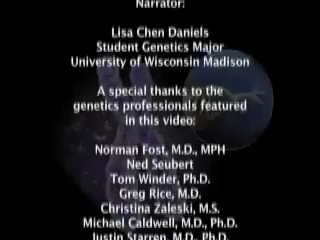 Narrator:
Lisa Chen Daniels
Student Genetics Major
University of Wisconsin Madison
A special thanks to the
genetics professionals featured
in this video:
Norman Fost, M.D., MPH
Ned Seubert
Tom Winder, Ph.D.
Greg Rice, M.D.
Christina Zaleski, M.S.
Michael Caldwell, M.D., Ph.D.
Justin Starren, M.D., Ph.D.